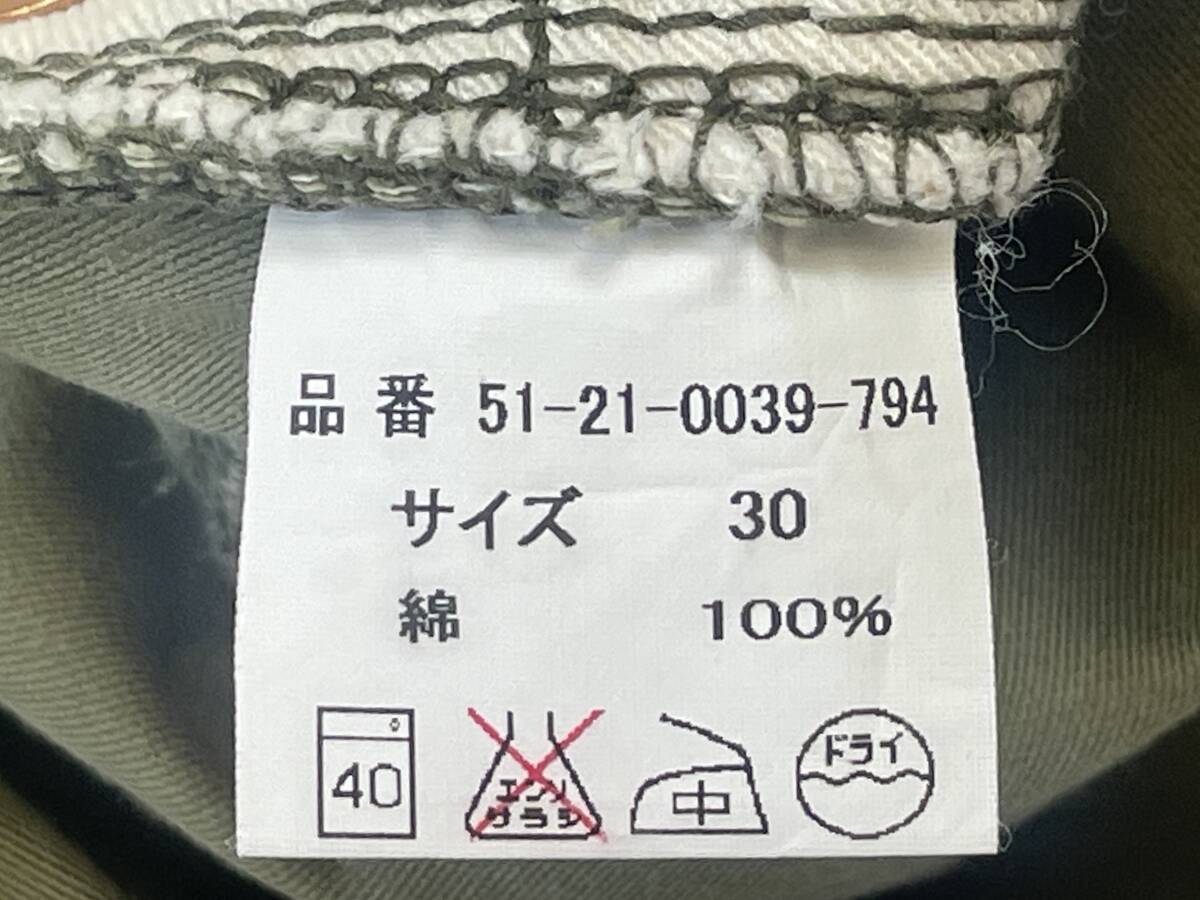 品番 51-21-0039-794
サイズ 30
綿 100%
40
エンソ
サラシ
中
ドライ